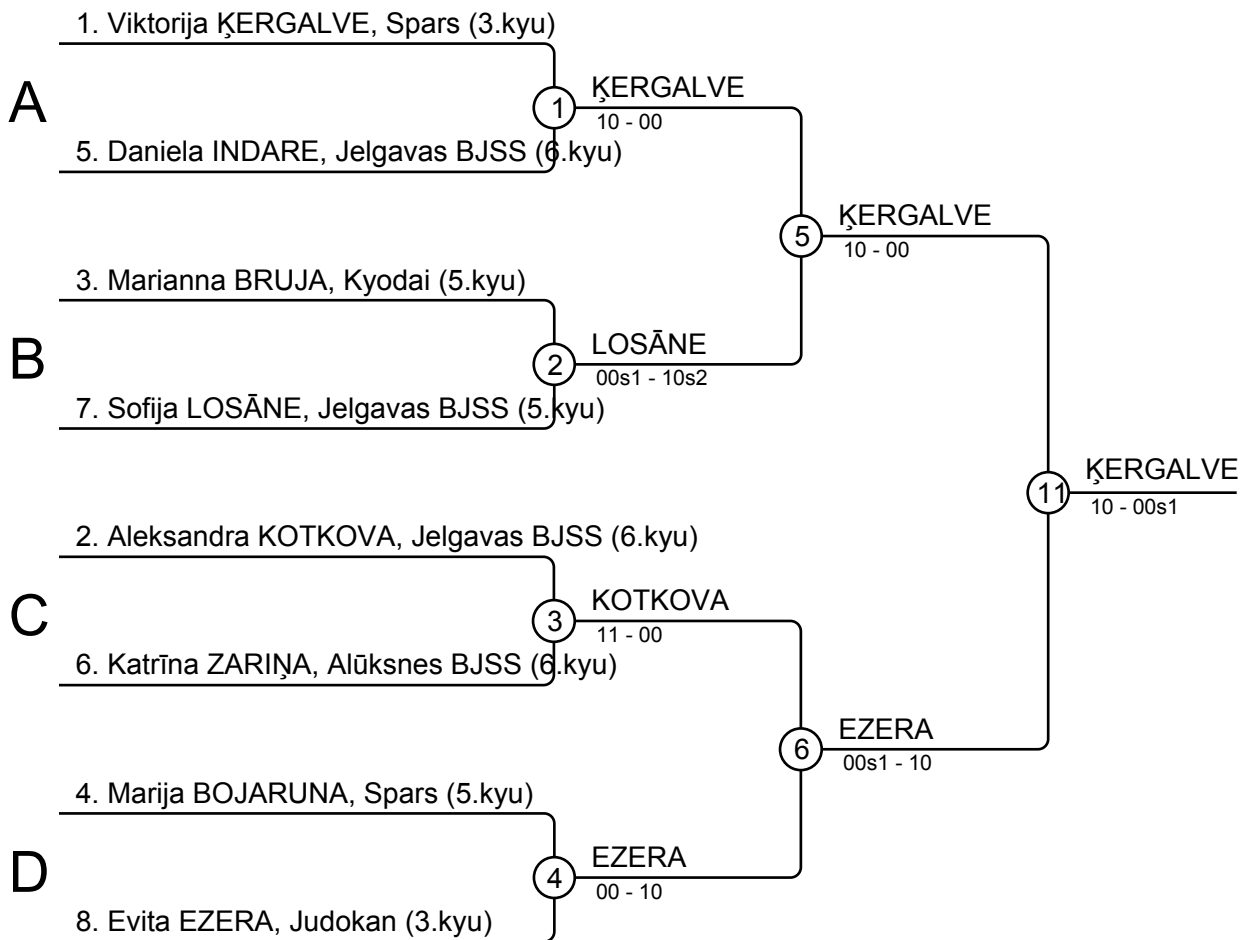 1. Viktorija ĶERGALVE, Spars (3.kyu)
A
1
ĶERGALVE
10 - 00
5. Daniela INDARE, Jelgavas BJSS (6.kyu)
5
ĶERGALVE
10 - 00
3. Marianna BRUJA, Kyodai (5.kyu)
B
2
LOSĀNE
00s1 - 10s2
7. Sofija LOSĀNE, Jelgavas BJSS (5.kyu)
11
ĶERGALVE
10 - 00s1
2. Aleksandra KOTKOVA, Jelgavas BJSS (6.kyu)
C
3
KOTKOVA
11 - 00
6. Katrīna ZARIŅA, Alūksnes BJSS (6.kyu)
6
EZERA
00s1 - 10
4. Marija BOJARUNA, Spars (5.kyu)
D
4
EZERA
00 - 10
8. Evita EZERA, Judokan (3.kyu)